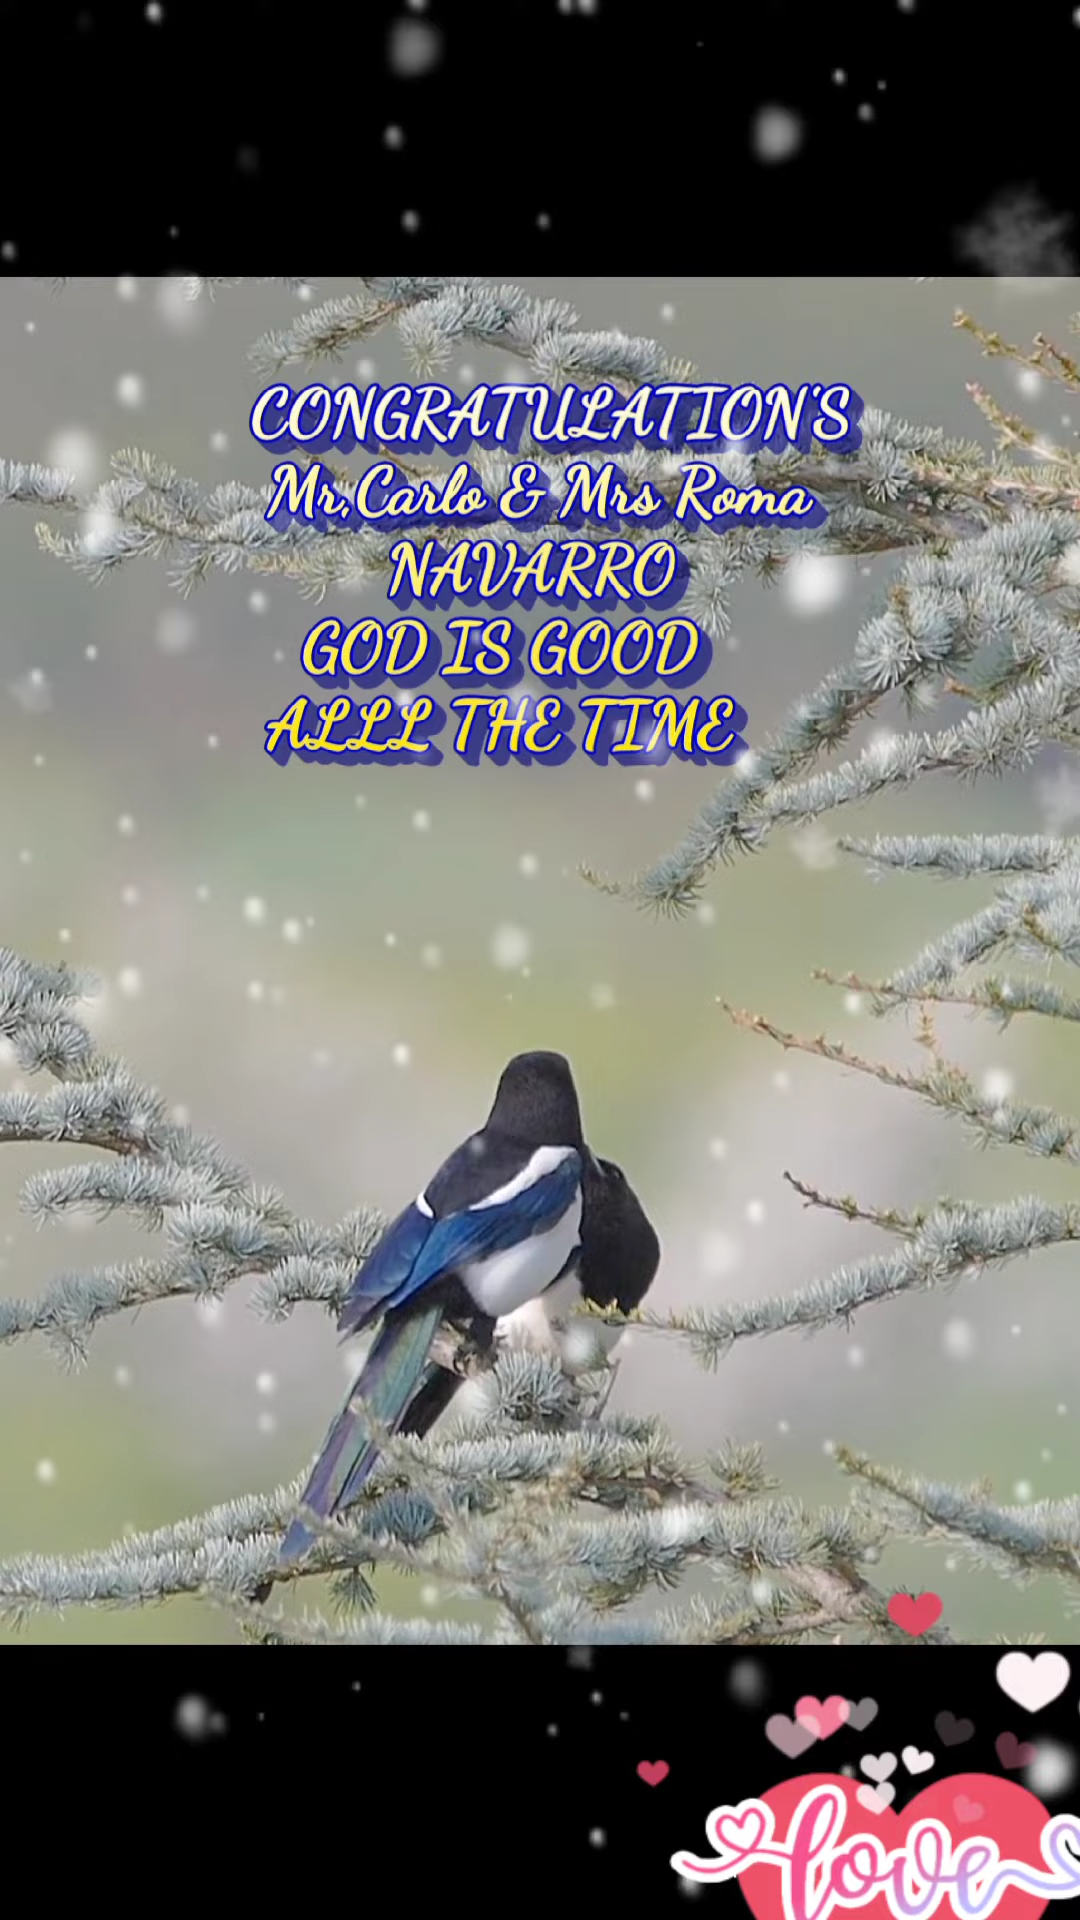 CONGRATULATION'S
Mr,Carlo & Mrs Roma
NAVARRO
GOD IS GOOD
ALLL THE TIME
love